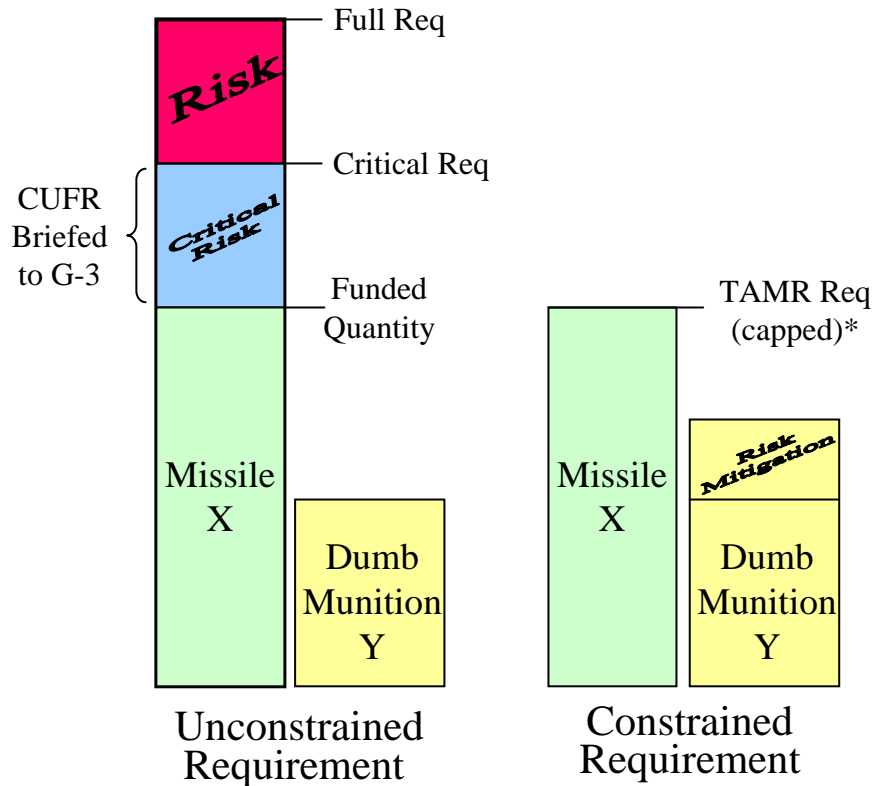 Full Req
Risk
Critical Req
CUFR
Briefed
to G-3
Critical
Risk
Funded
Quantity
Missile
X
Dumb
Munition
Y
Unconstrained
Requirement
TAMR Req
(capped)*
Missile
X
Risk
Mitigation
Dumb
Munition
Y
Constrained
Requirement